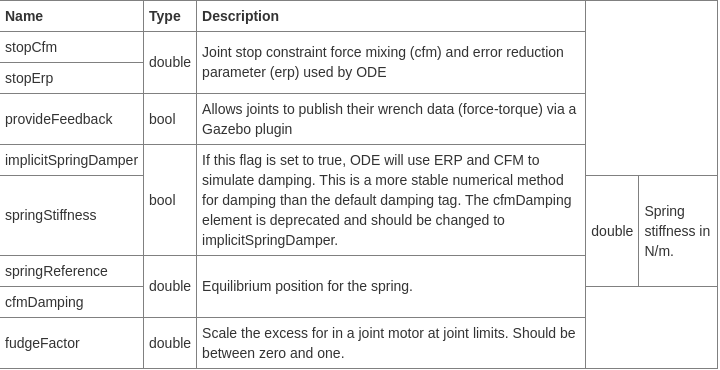 Name Type Description
stopCfm
stopErp
double
Joint stop constraint force mixing (cfm) and error reduction
parameter (erp) used by ODE
provideFeedback
bool
Allows joints to publish their wrench data (force-torque) via a
Gazebo plugin
implicitSpringDamper
springStiffness
bool
If this flag is set to true, ODE will use ERP and CFM to
simulate damping. This is a more stable numerical method
for damping than the default damping tag. The cfmDamping
element is deprecated and should be changed to
implicitSpringDamper.
double
Spring
stiffness in
N/m.
springReference
cfmDamping
double
Equilibrium position for the spring.
fudgeFactor
double
Scale the excess for in a joint motor at joint limits. Should be
between zero and one.